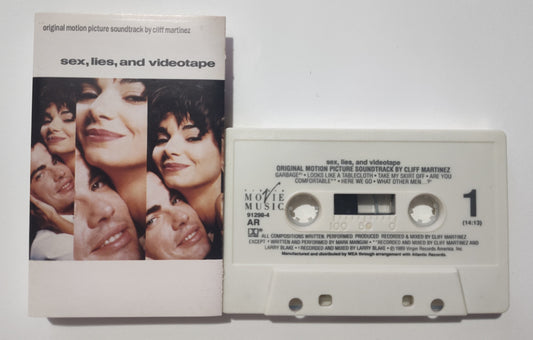 original motion picture soundtrack by cliff martinez
sex, lies, and videotape
sex, lies, and videotape
ORIGINAL MOTION PICTURE SOUNDTRACK BY CLIFF MARTINEZ
GARBAGE* • LOOKS LIKE A TABLECLOTH • TAKE MY SKIRT OFF • ARE YOU
COMFORTABLE** • HERE WE GO • WHAT OTHER MEN...?*
MOVIE
MUSIC
91298-4
AR
1
(14:13)
100 50
ALL COMPOSITIONS WRITTEN, PERFORMED, PRODUCED, RECORDED & MIXED BY CLIFF MARTINEZ
EXCEPT * WRITTEN AND PERFORMED BY MARK MANGINI • **RECORDED AND MIXED BY CLIFF MARTINEZ AND
LARRY BLAKE • RECORDED AND MIXED BY LARRY BLAKE • ℗ 1989 Virgin Records America, Inc.
Manufactured and distributed by WEA through arrangement with Atlantic Records.